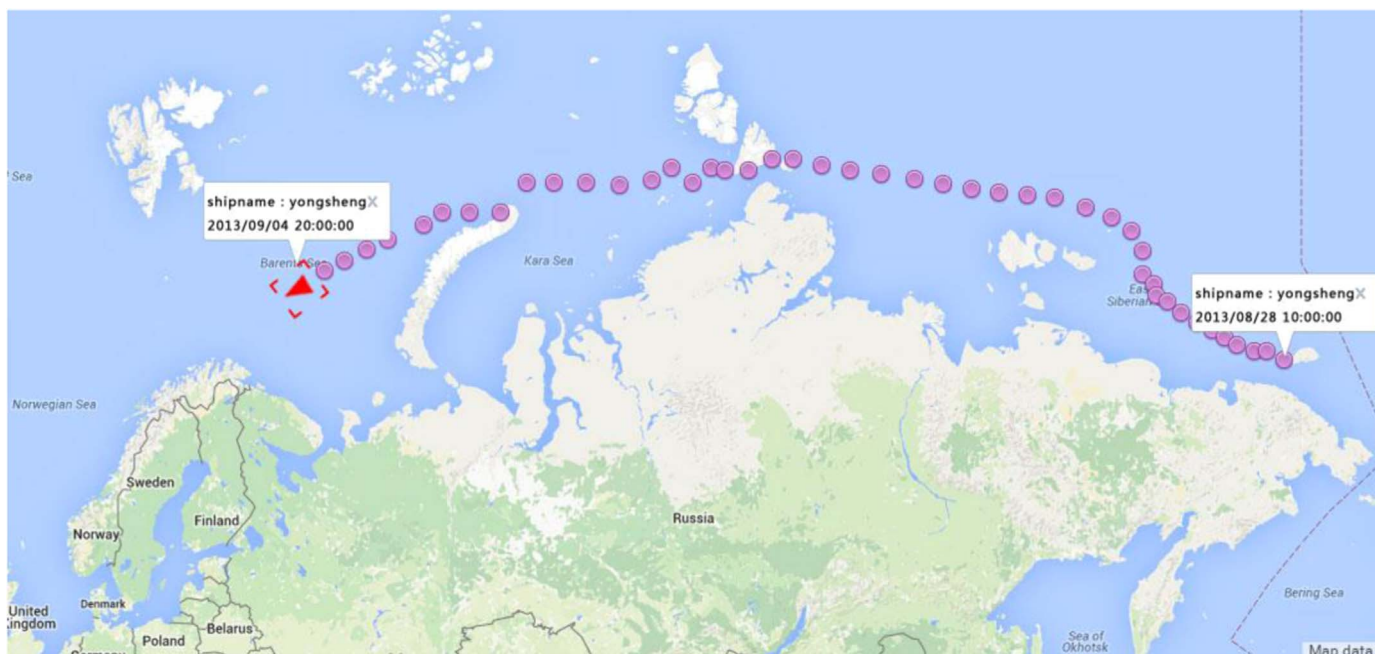 Sea
shipname : yongsheng X
2013/09/04 20:00:00
Barents Sea
Kara Sea
East
Siberian
shipname : yongsheng X
2013/08/28 10:00:00
Norwegian Sea
Sweden
Finland
Norway
Russia
Denmark
United
Kingdom
Belarus
Poland
Bering Sea
Sea of
Okhotsk
Map data